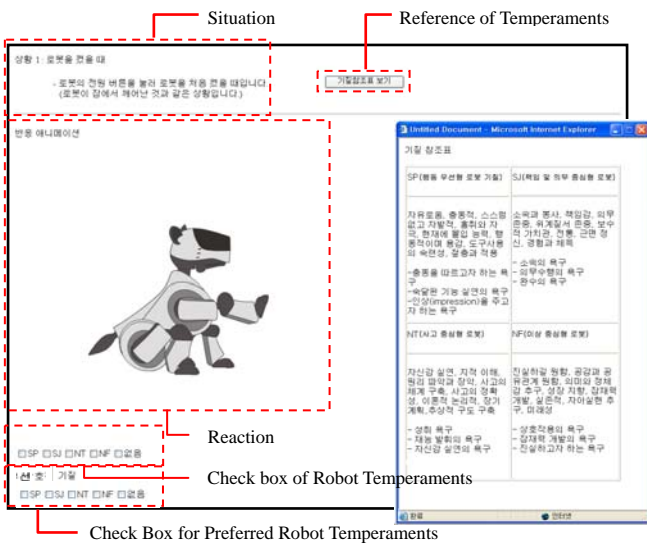 Situation
Reference of Temperaments
상황 1: 로봇을 켰을 때
- 로봇의 전원 버튼을 눌러 로봇을 처음 켰을 때입니다
(로봇이 잠에서 깨어난 것과 같은 상황입니다.)
기질참조표 보기
반응 애니메이션
Untitled Document - Microsoft Internet Explorer
기질 참조표
SP(행동 우선형 로봇 기질)
SJ(책임 및 의무 중심형 로봇)
자유로움, 충동적, 스스럼
없고 자발적, 흥취와 자
극, 현재에 몰입 능력, 행
동적이며 용감, 도구사용
의 숙련성, 절충과 적용
-충동을 따르고자 하는 욕
구
-숙달된 기능 실연의 욕구
-인상(impression)을 주고
자 하는 욕구
소속과 봉사, 책임감, 의무
존중, 위계질서 존중, 보수
적 가치관, 전통, 근면 정
신, 경험과 체득
- 소속의 욕구
- 의무수행의 욕구
- 완수의 욕구
NT(사고 중심형 로봇)
NF(이상 중심형 로봇)
자신감 실연, 지적 이해,
원리 파악과 장악, 사고의
체계 구축, 사고의 정확
성, 이론적 논리적, 장기
계획,추상적 구도 구축
- 성취 욕구
- 재능 발휘의 욕구
- 자신감 실연의 욕구
진실하길 원함, 공감과 공
유관계 원함, 의미와 정체
감 추구, 성장 지향, 잠재력
개발, 실존적, 자아실현 추
구, 미래성
- 상호작용의 욕구
- 잠재력 개발의 욕구
- 진실하고자 하는 욕구
Reaction
SP SJ NT NF 없음
Check box of Robot Temperaments
선호 기질
SP SJ NT NF 없음
완료
인터넷
Check Box for Preferred Robot Temperaments